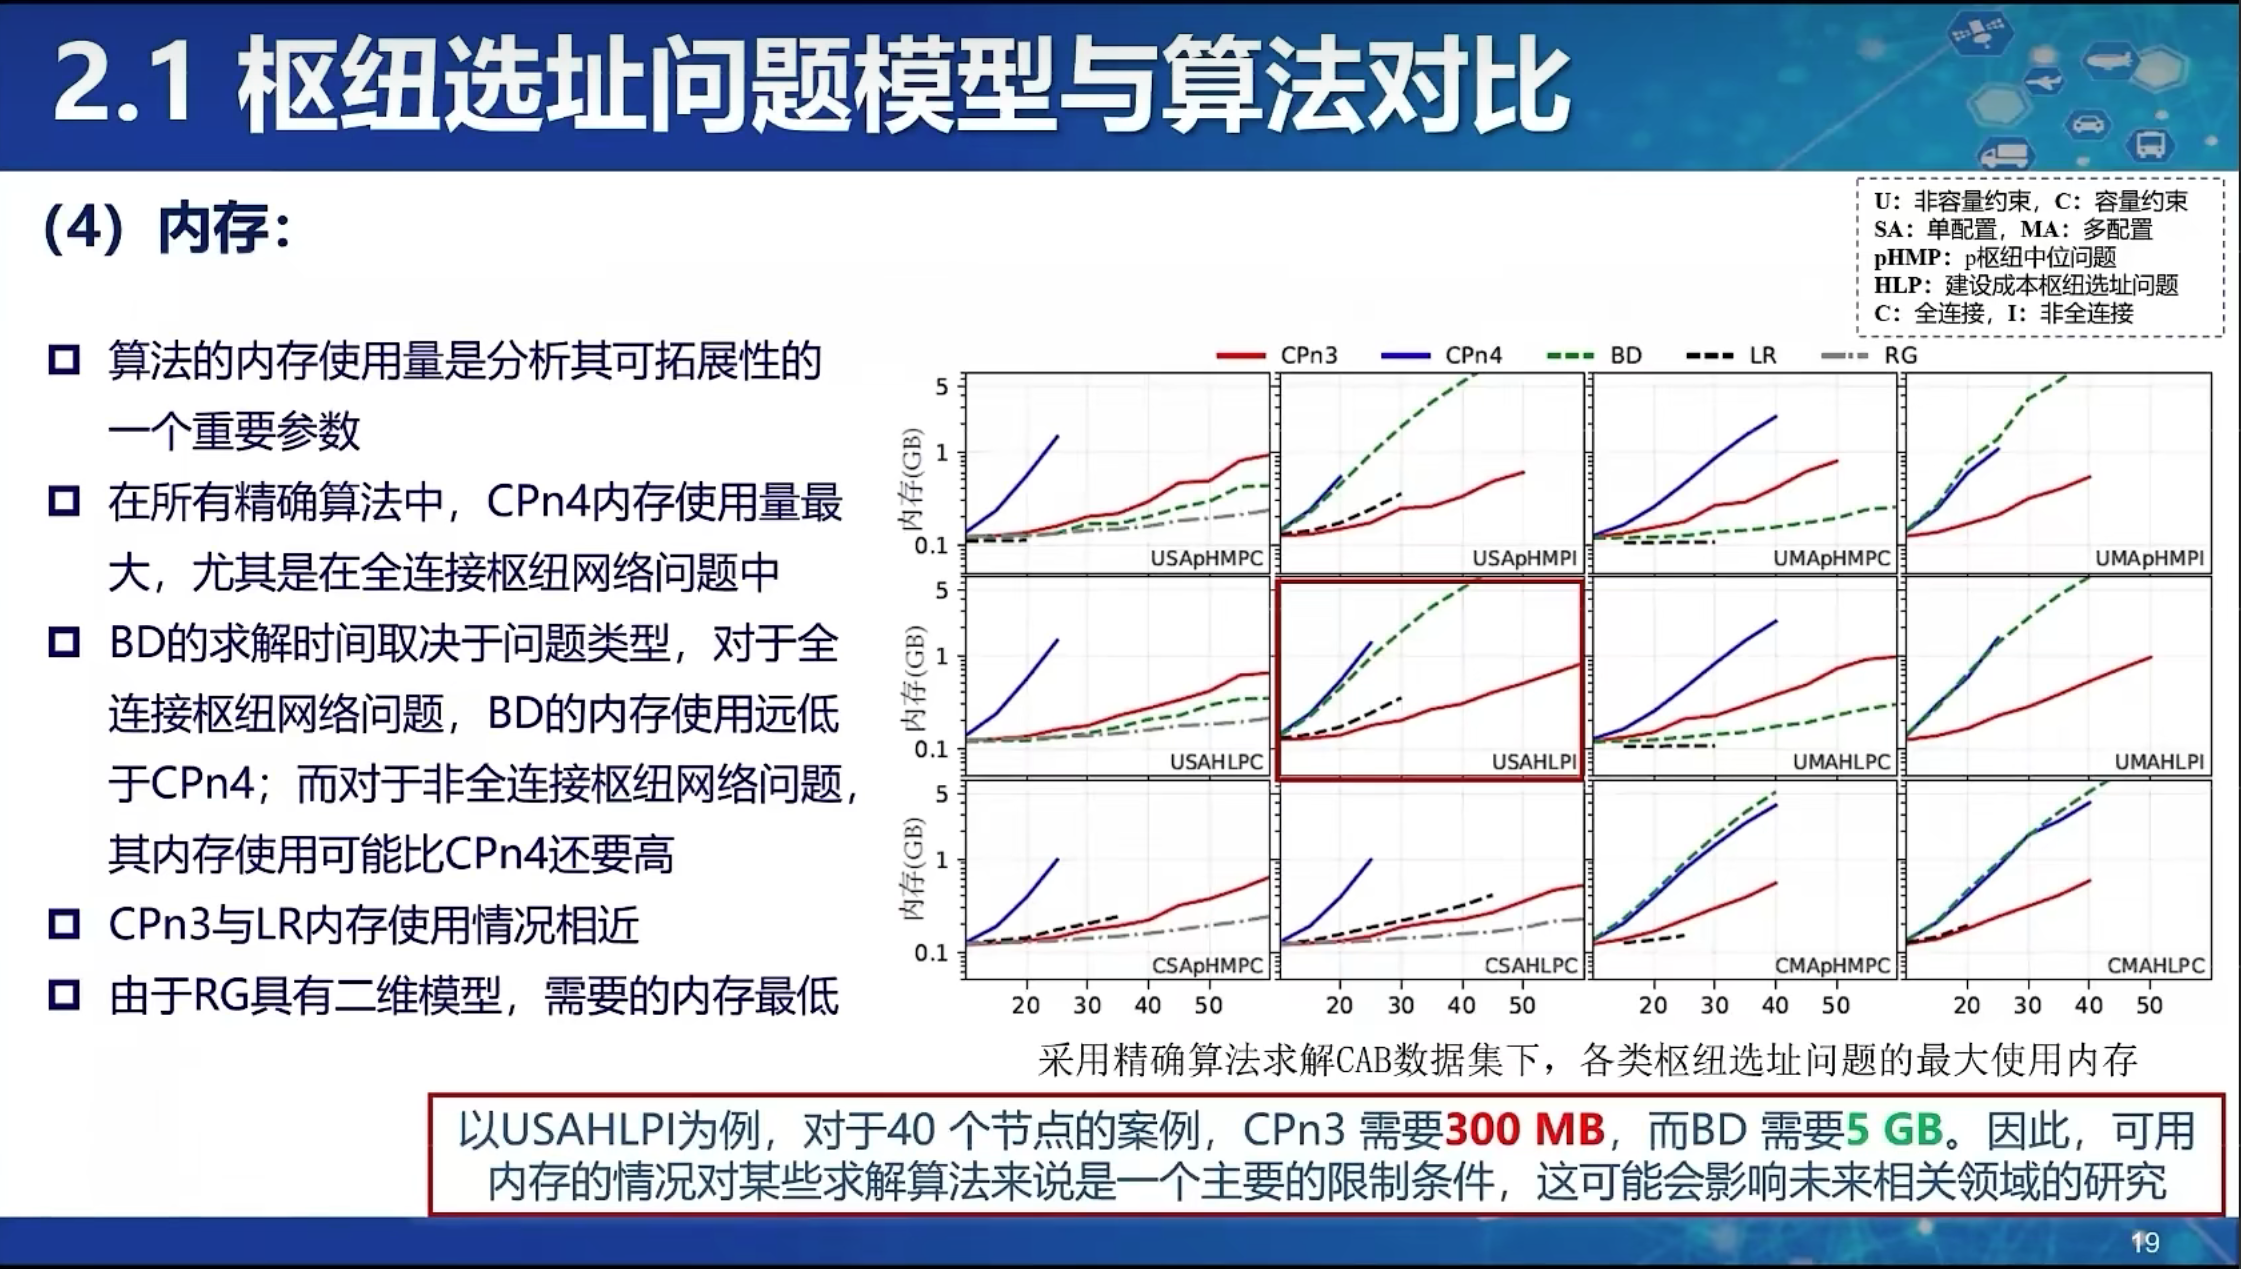 2.1 枢纽选址问题模型与算法对比
（4）内存：
U：非容量约束，C：容量约束
SA：单配置，MA：多配置
pHMP：p枢纽中位问题
HLP：建设成本枢纽选址问题
C：全连接，I：非全连接
算法的内存使用量是分析其可拓展性的
一个重要参数
在所有精确算法中，CPn4内存使用量最
大，尤其是在全连接枢纽网络问题中
BD的求解时间取决于问题类型，对于全
连接枢纽网络问题，BD的内存使用远低
于CPn4；而对于非全连接枢纽网络问题，
其内存使用可能比CPn4还要高
CPn3与LR内存使用情况相近
由于RG具有二维模型，需要的内存最低
CPn3 CPn4 BD LR RG
内存(GB)
5
1
0.1
USApHMPC USApHMPI UMApHMPC UMApHMPI
内存(GB)
5
1
0.1
USAHLPC USAHLPI UMAHLPC UMAHLPI
内存(GB)
5
1
0.1
CSApHMPC CSAHLPC CMApHMPC CMAHLPC
20 30 40 50 20 30 40 50 20 30 40 50 20 30 40 50
采用精确算法求解CAB数据集下，各类枢纽选址问题的最大使用内存
以USAHLPI为例，对于40 个节点的案例，CPn3 需要300 MB，而BD 需要5 GB。因此，可用
内存的情况对某些求解算法来说是一个主要的限制条件，这可能会影响未来相关领域的研究
19